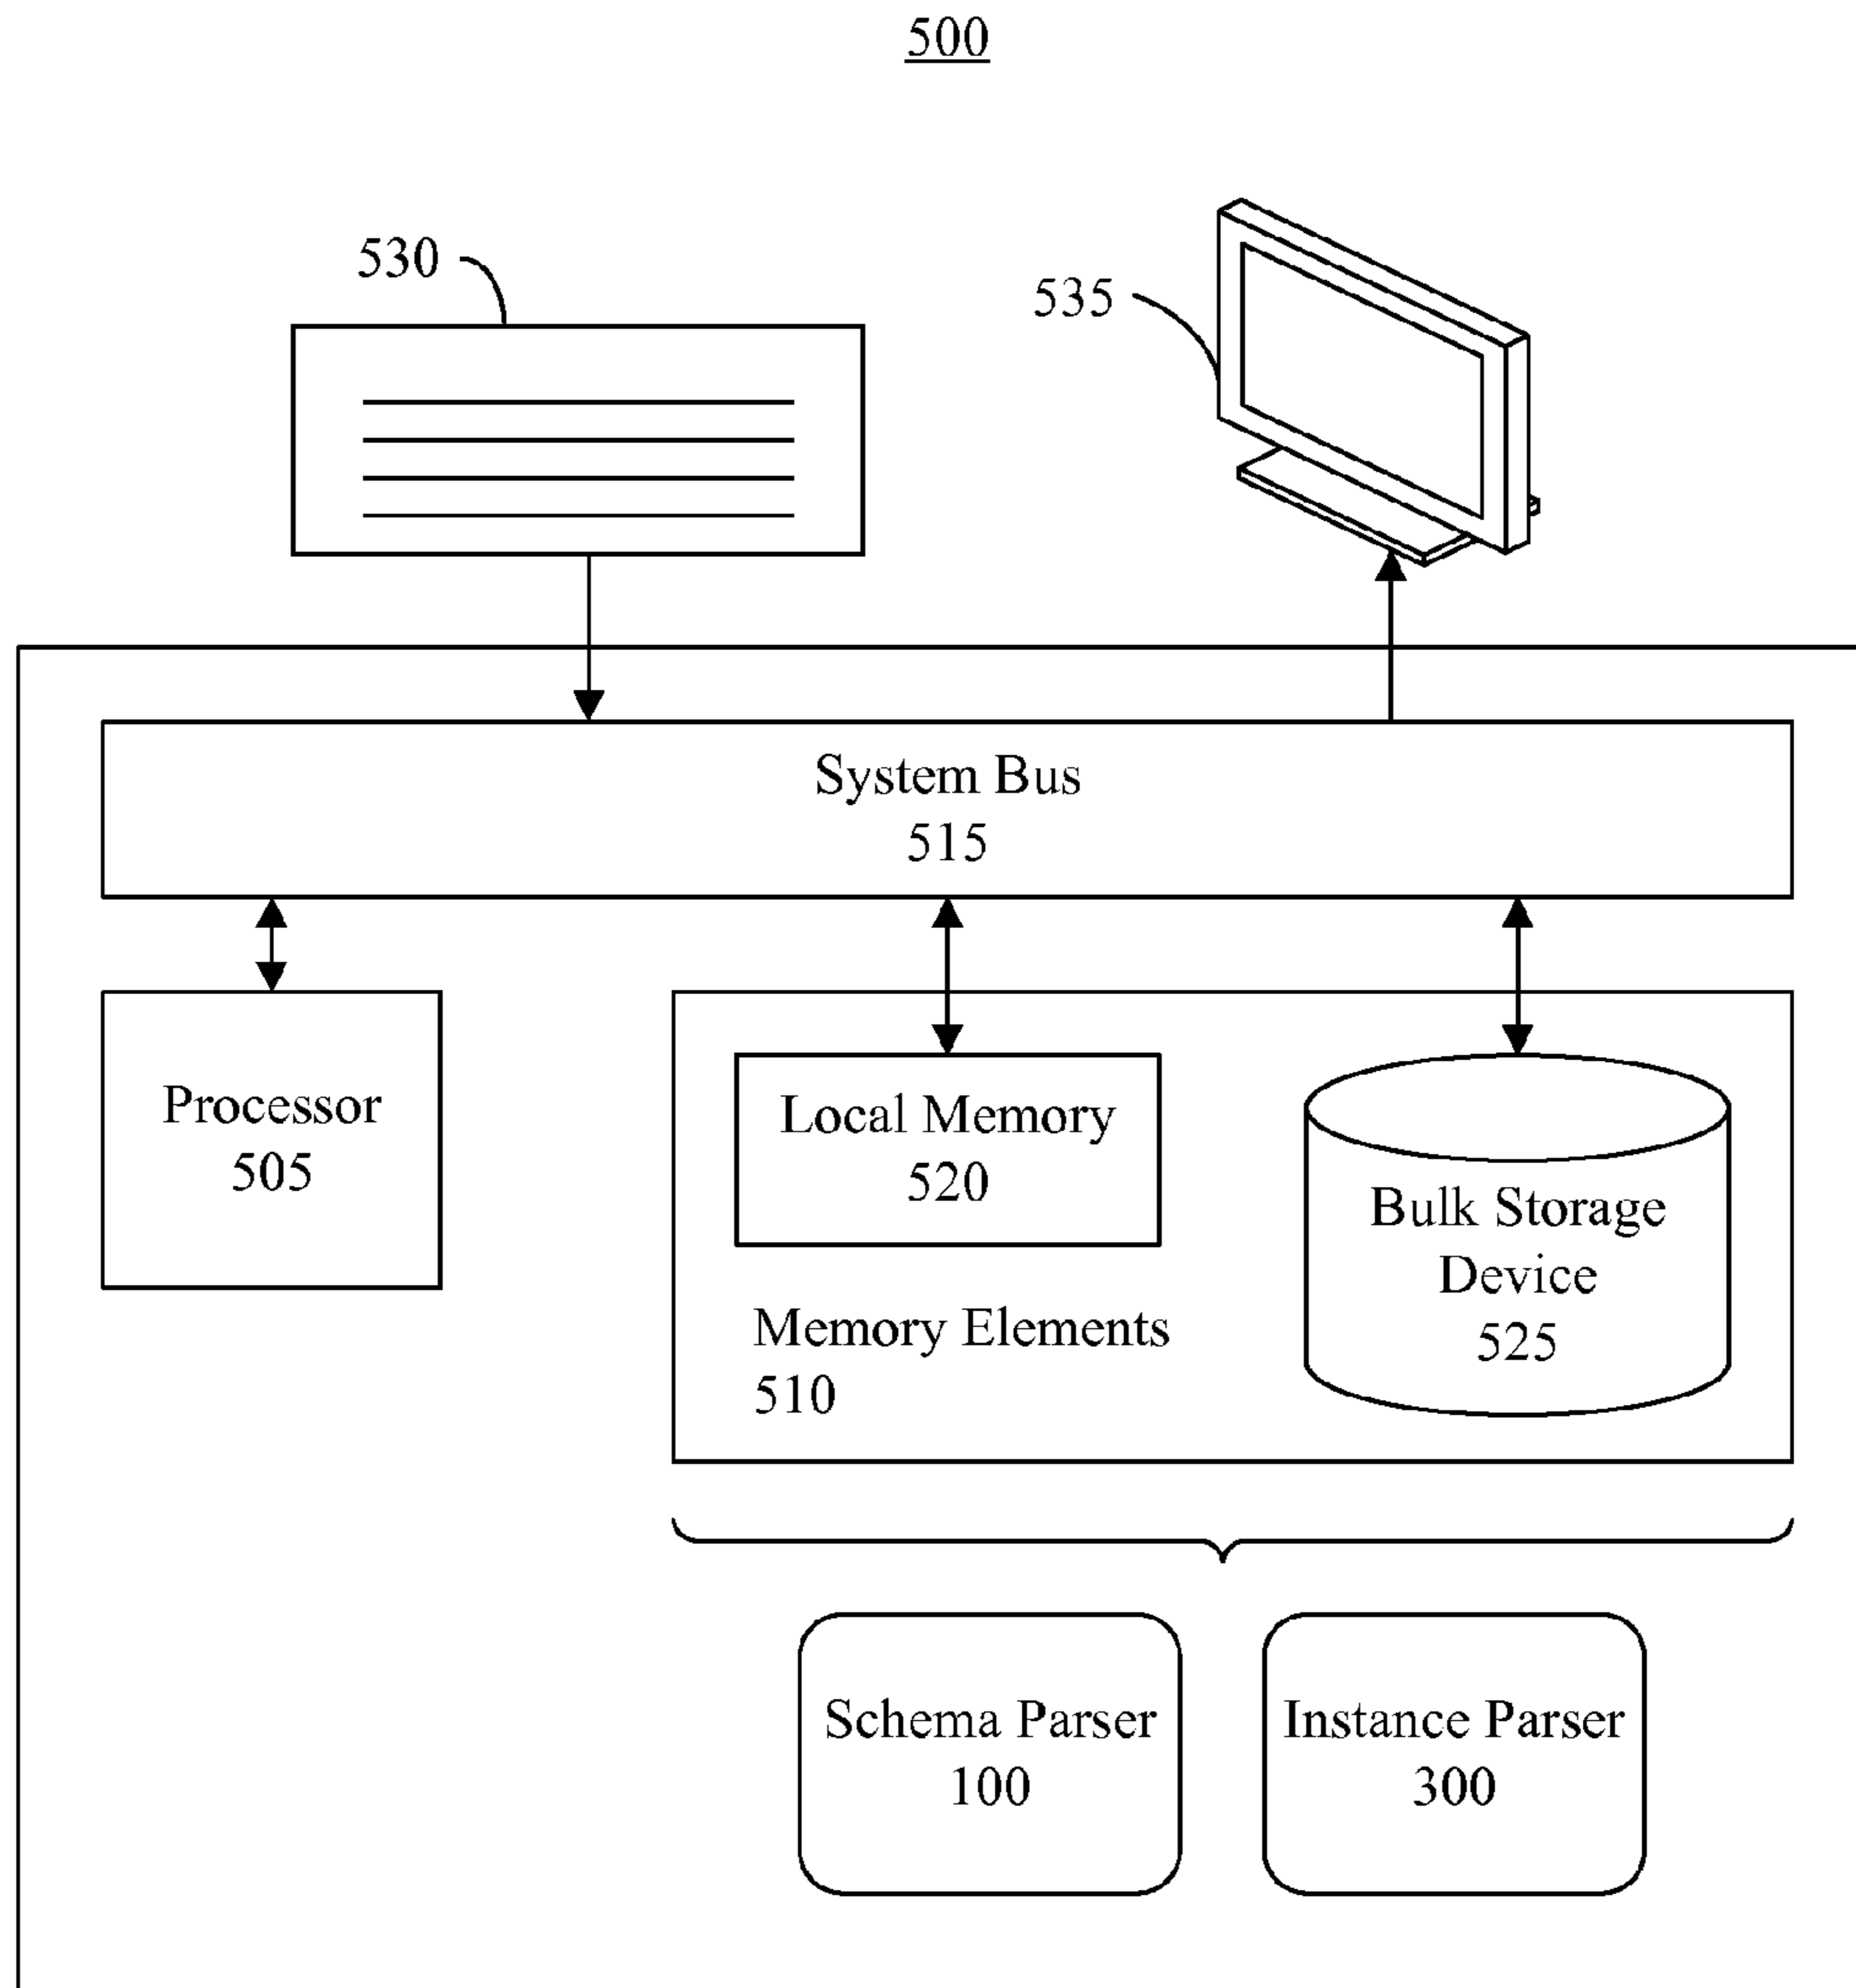 500
530
535
System Bus
515
Processor
505
Local Memory
520
Bulk Storage
Device
525
Memory Elements
510
Schema Parser
100
Instance Parser
300